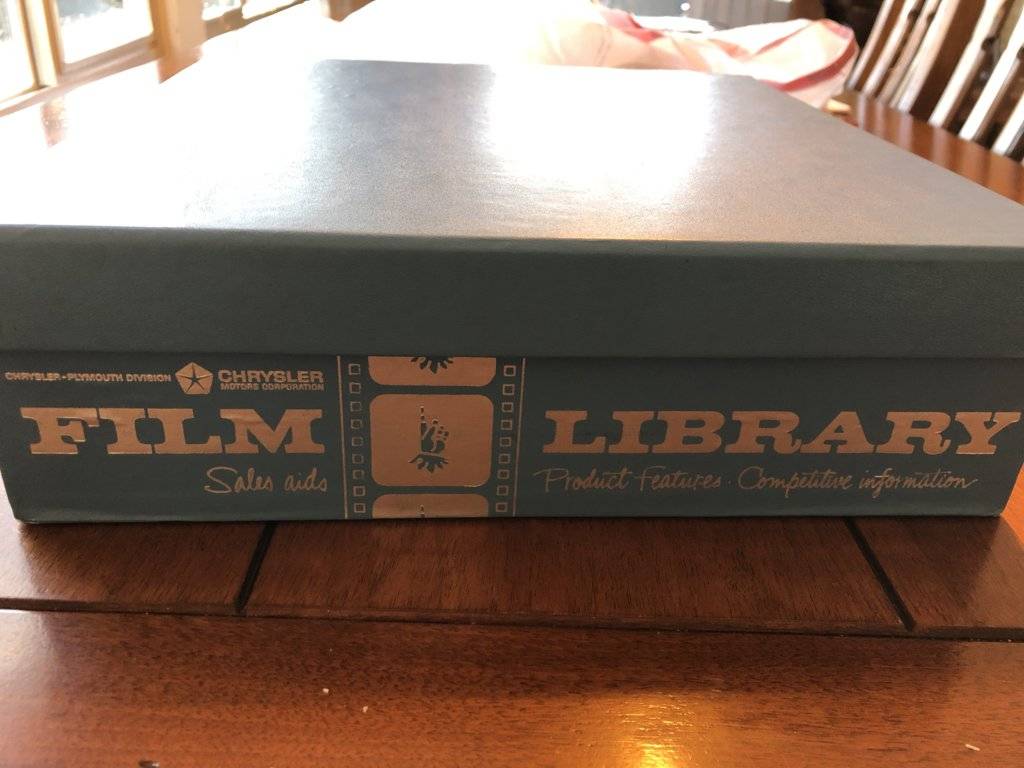 CHRYSLER-PLYMOUTH DIVISION CHRYSLER
MOTORS CORPORATION
FILM LIBRARY
Sales aids Product Features · Competitive information